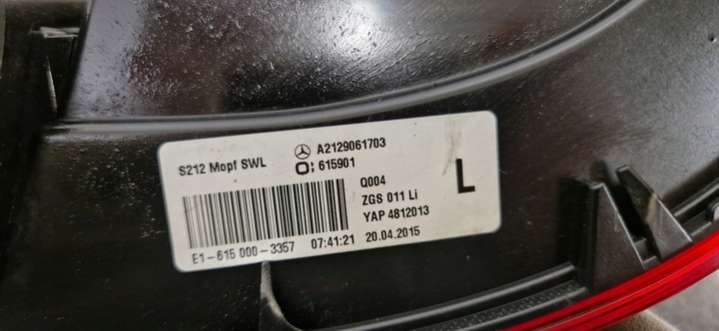 S212 Mopf SWL A2129061703
O: 615901
Q004
ZGS 011 Li
L
YAP 4812013
E1-615 000-3357 07:41:21 20.04.2015